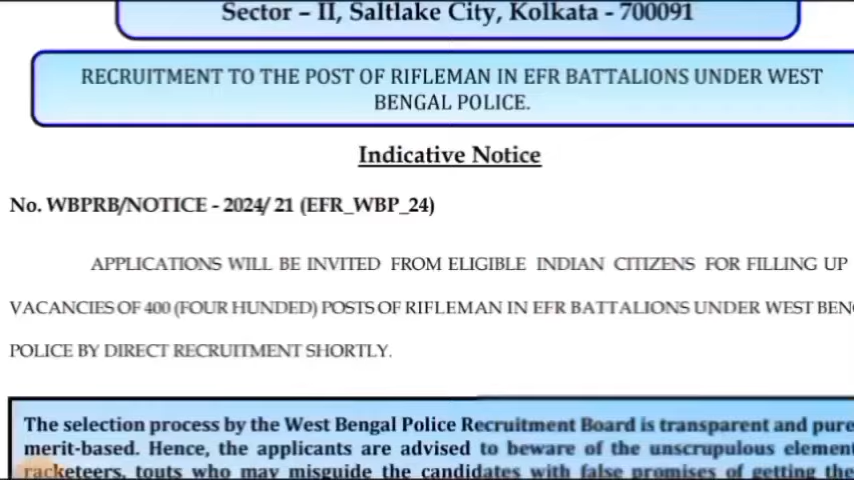 Sector – II, Saltlake City, Kolkata - 700091
RECRUITMENT TO THE POST OF RIFLEMAN IN EFR BATTALIONS UNDER WEST
BENGAL POLICE.
Indicative Notice
No. WBPRB/NOTICE - 2024/ 21 (EFR_WBP_24)
APPLICATIONS WILL BE INVITED FROM ELIGIBLE INDIAN CITIZENS FOR FILLING UP
VACANCIES OF 400 (FOUR HUNDED) POSTS OF RIFLEMAN IN EFR BATTALIONS UNDER WEST BEN
POLICE BY DIRECT RECRUITMENT SHORTLY.
The selection process by the West Bengal Police Recruitment Board is transparent and pure
merit-based. Hence, the applicants are advised to beware of the unscrupulous element
racketeers, touts who may misguide the candidates with false promises of getting the